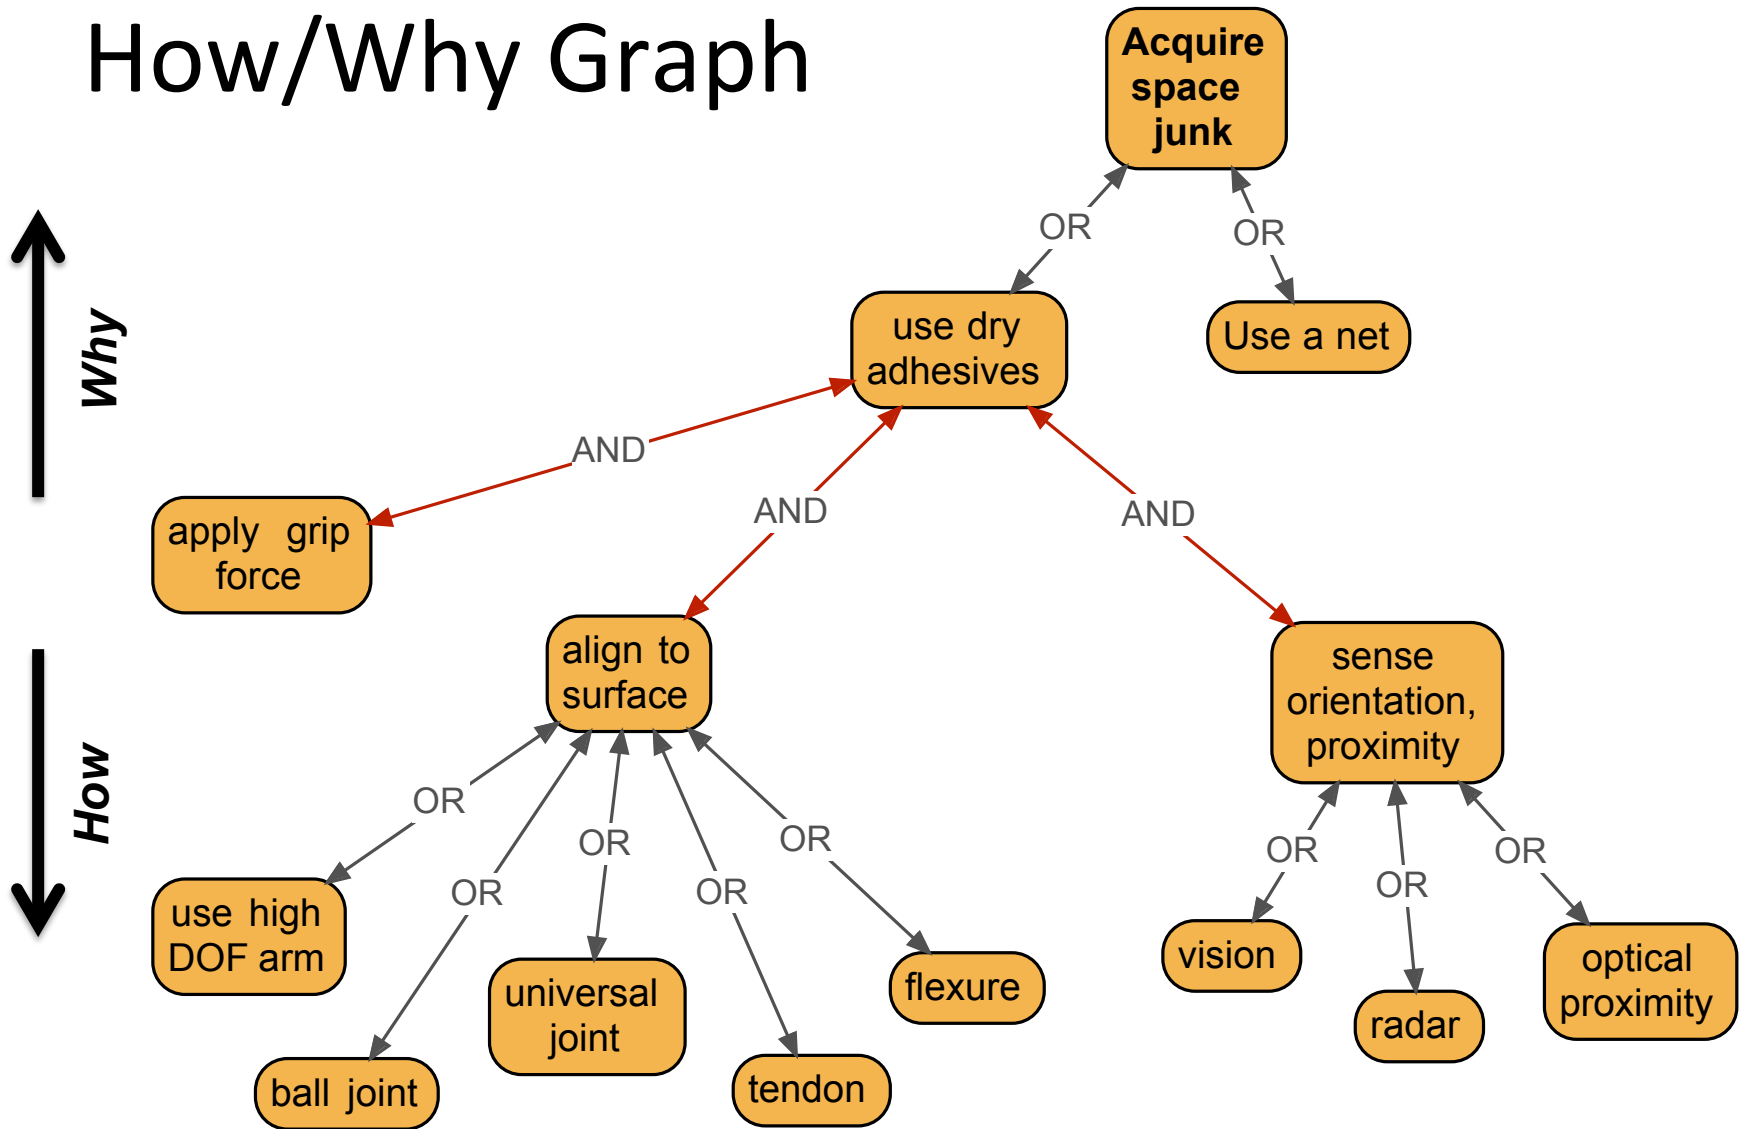 How/Why Graph
Acquire
space
junk
OR
OR
Why
use dry
adhesives
Use a net
AND
AND
AND
apply grip
force
align to
surface
sense
orientation,
proximity
How
OR
OR
OR
OR
OR
OR
OR
OR
use high
DOF arm
ball joint
universal
joint
tendon
flexure
vision
radar
optical
proximity